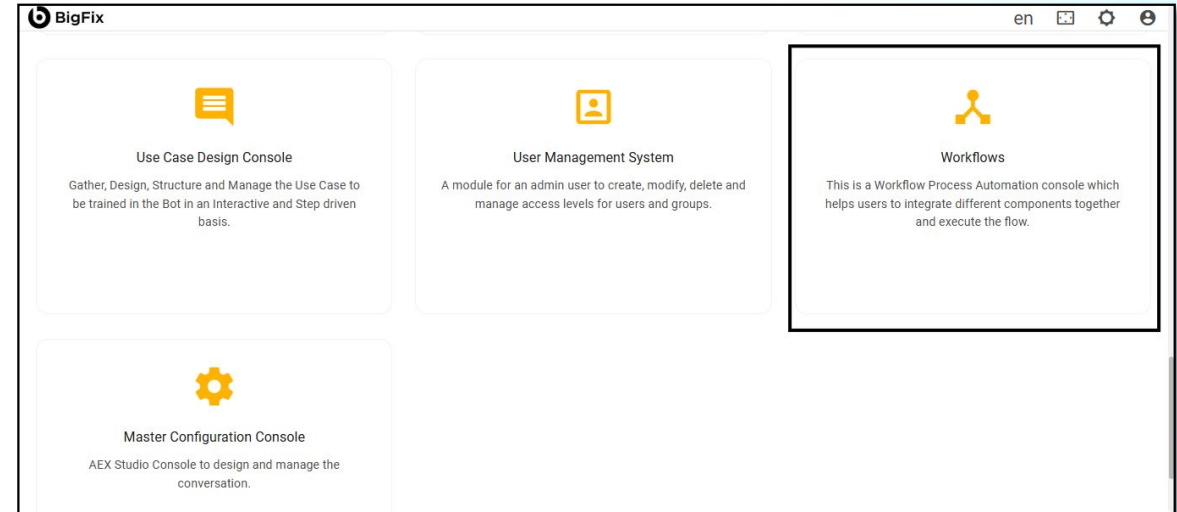 BigFix
en
Use Case Design Console
Gather, Design, Structure and Manage the Use Case to
be trained in the Bot in an Interactive and Step driven
basis.
User Management System
A module for an admin user to create, modify, delete and
manage access levels for users and groups.
Workflows
This is a Workflow Process Automation console which
helps users to integrate different components together
and execute the flow.
Master Configuration Console
AEX Studio Console to design and manage the
conversation.